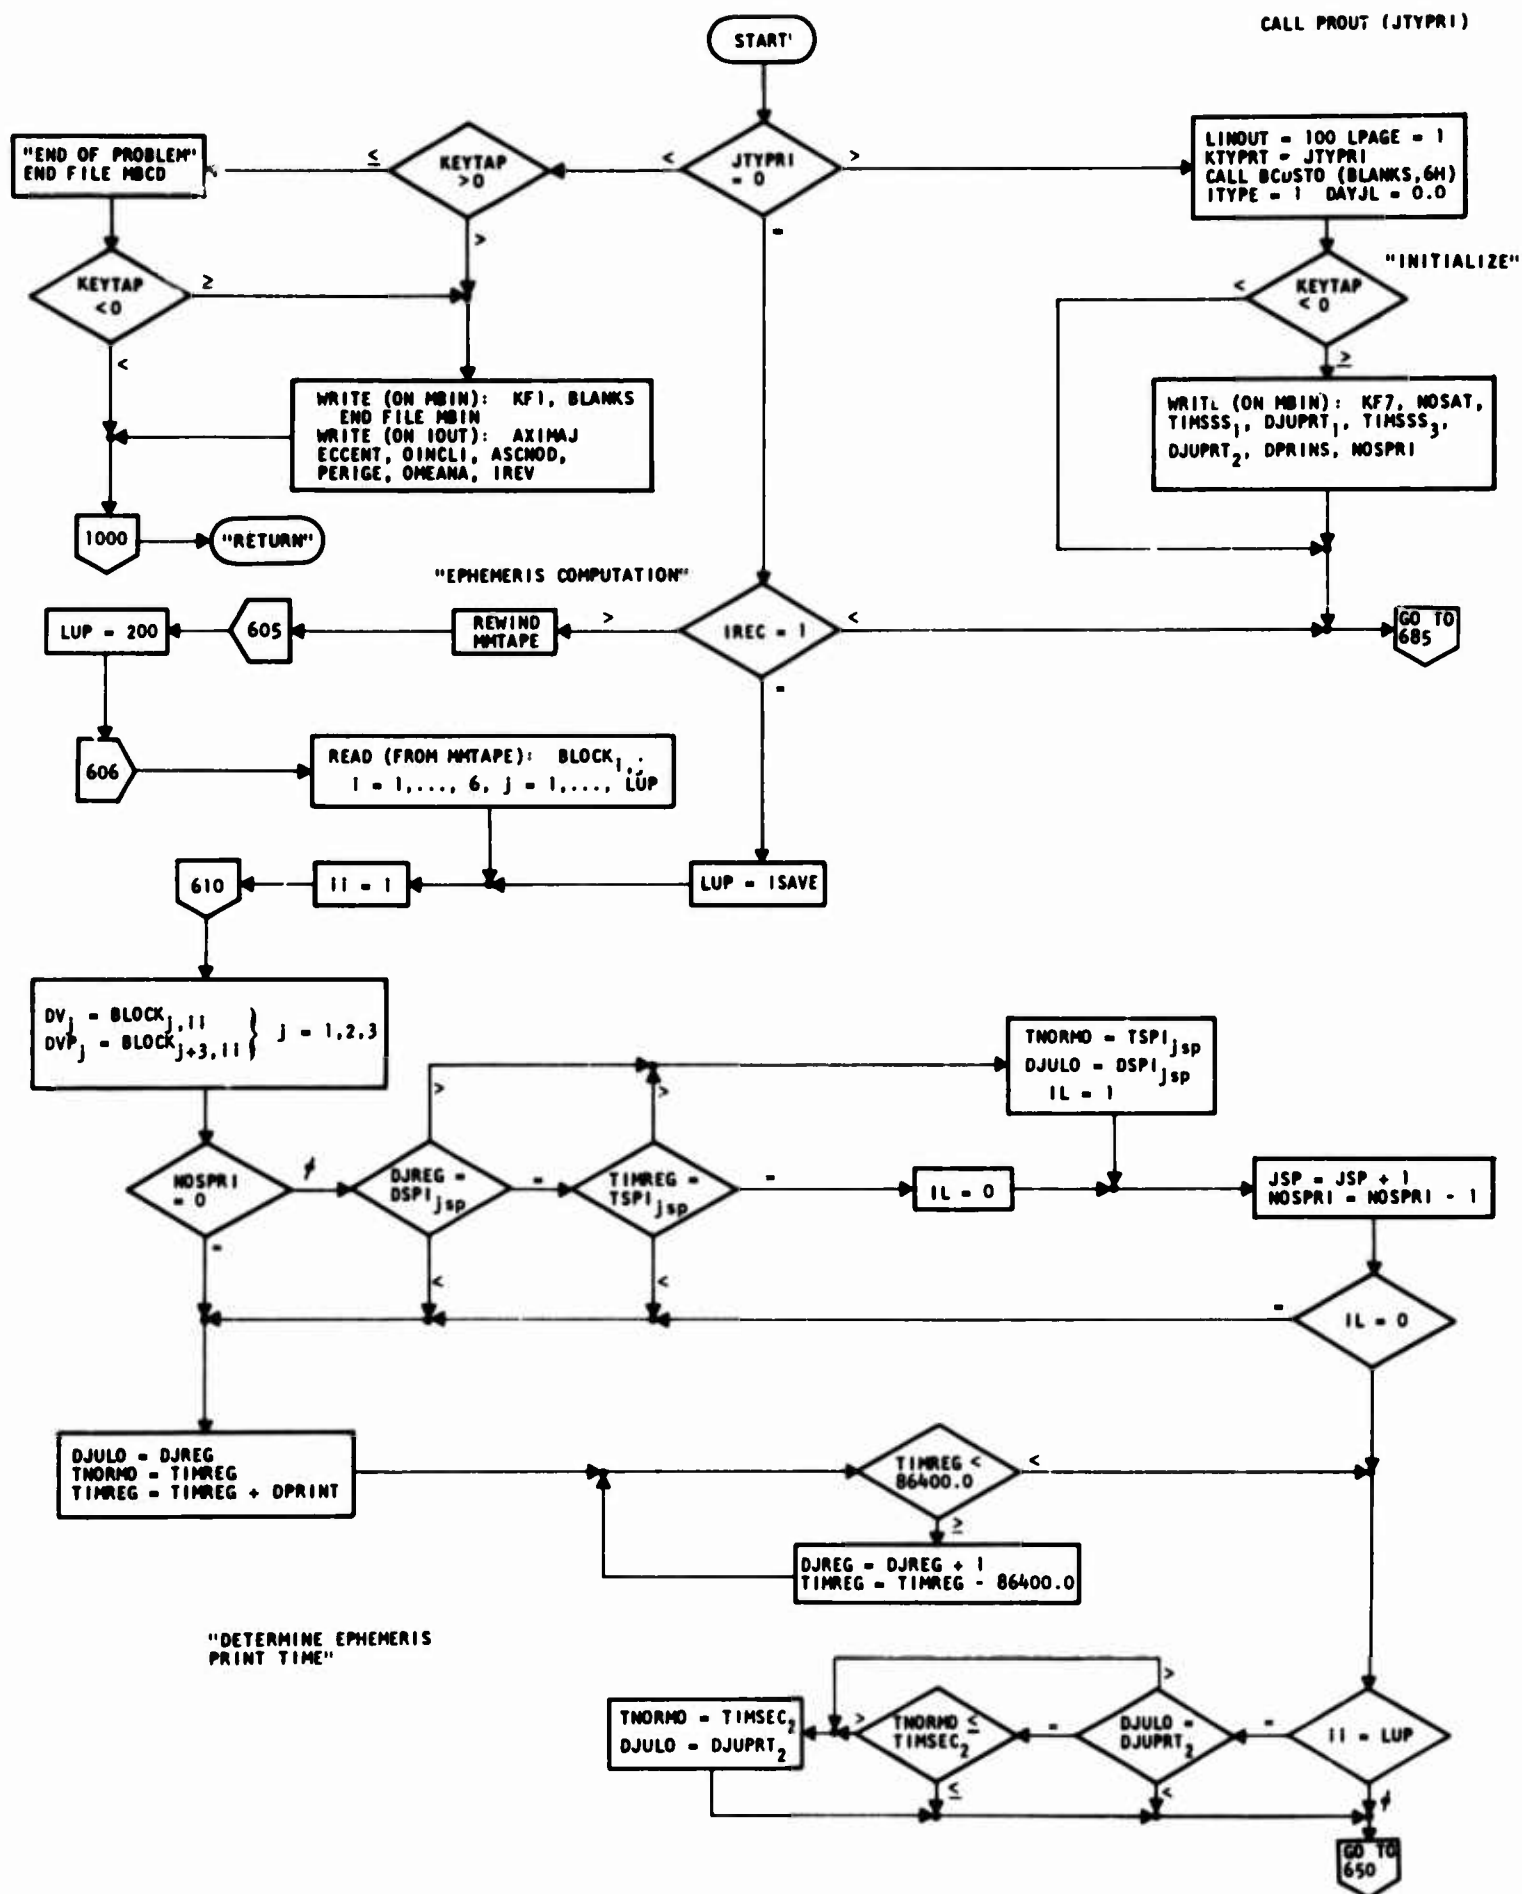 CALL PROUT (JTYPRI)
START'
"END OF PROBLEM"
END FILE MBCD
≤
KEYTAP
>0
<
JTYPRI
= 0
>
LINOUT = 100 LPAGE = 1
KTYPRT = JTYPRI
CALL BCUSTO (BLANKS,6H)
ITYPE = 1 DAYJL = 0.0
>
=
KEYTAP
<0
≥
"INITIALIZE"
<
KEYTAP
< 0
<
≥
WRITE (ON MBIN): KF1, BLANKS
END FILE MBIN
WRITE (ON IOUT): AXIMAJ
ECCENT, OINCLI, ASCNOD,
PERIGE, OMEANA, IREV
WRITE (ON MBIN): KF7, NOSAT,
TIMSSS1, DJUPRT1, TIMSSS3,
DJUPRT2, DPRINS, NOSPRI
1000
"RETURN"
"EPHEMERIS COMPUTATION"
LUP = 200
605
REWIND
MMTAPE
>
IREC = 1
<
GO TO
685
=
606
READ (FROM MMTAPE): BLOCKi,j
i = 1,..., 6, j = 1,..., LUP
610
ii = 1
LUP = ISAVE
DVj = BLOCKj,ii
DVPj = BLOCKj+3,ii
} j = 1,2,3
TNORMO = TSPIjsp
DJULO = DSPIjsp
IL = 1
>
>
NOSPRI
= 0
≠
DJREG =
DSPIjsp
=
TIMREG =
TSPIjsp
=
IL = 0
JSP = JSP + 1
NOSPRI = NOSPRI - 1
=
<
<
=
IL = 0
DJULO = DJREG
TNORMO = TIMREG
TIMREG = TIMREG + DPRINT
TIMREG <
86400.0
<
≥
DJREG = DJREG + 1
TIMREG = TIMREG - 86400.0
"DETERMINE EPHEMERIS
PRINT TIME"
>
TNORMO = TIMSEC2
DJULO = DJUPRT2
>
TNORMO ≤
TIMSEC2
=
DJULO =
DJUPRT2
=
ii = LUP
≤
<
≠
GO TO
650